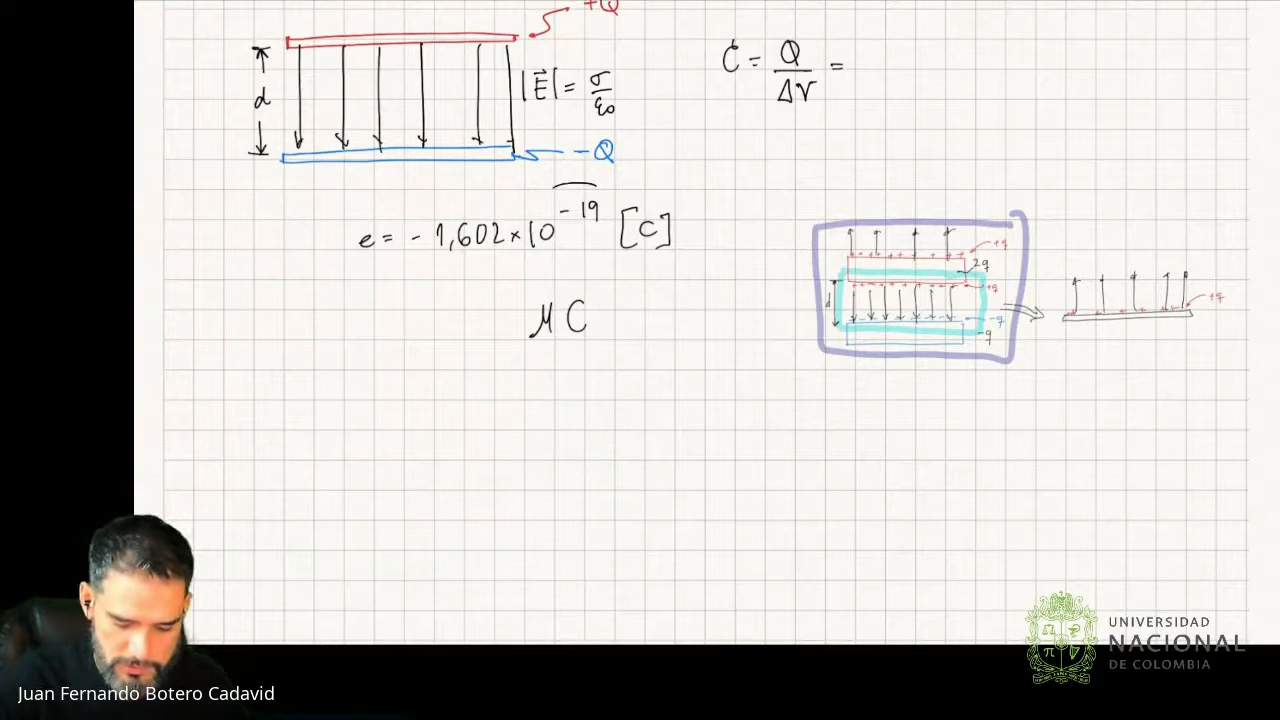 +Q
d
|E⃗| = σ/ε₀
C = Q/ΔV =
-Q
e = - 1,602 × 10⁻¹⁹ [C]
μC
+q
2q
+q
d
-q
-q
+q
UNIVERSIDAD
NACIONAL
DE COLOMBIA
Juan Fernando Botero Cadavid